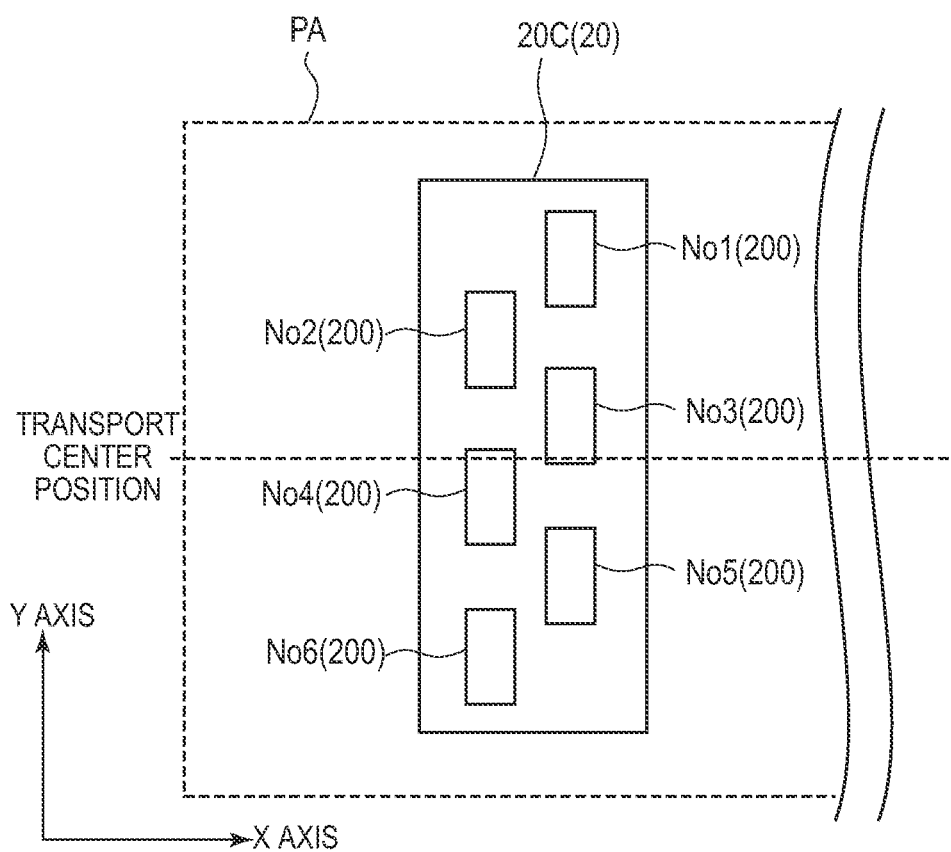 PA
20C(20)
No1(200)
No2(200)
No3(200)
TRANSPORT
CENTER
POSITION
No4(200)
No5(200)
Y AXIS
No6(200)
X AXIS